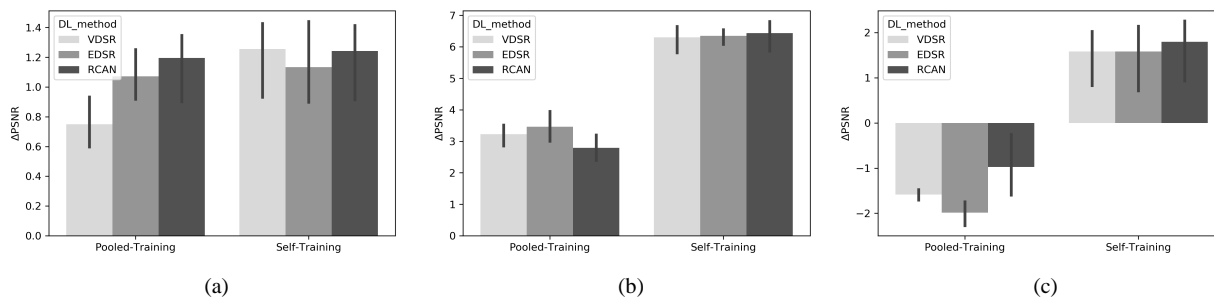 DL_method
VDSR
EDSR
RCAN
ΔPSNR
1.4
1.2
1.0
0.8
0.6
0.4
0.2
0.0
Pooled-Training Self-Training
(a)
DL_method
VDSR
EDSR
RCAN
ΔPSNR
7
6
5
4
3
2
1
0
Pooled-Training Self-Training
(b)
DL_method
VDSR
EDSR
RCAN
ΔPSNR
2
1
0
−1
−2
Pooled-Training Self-Training
(c)